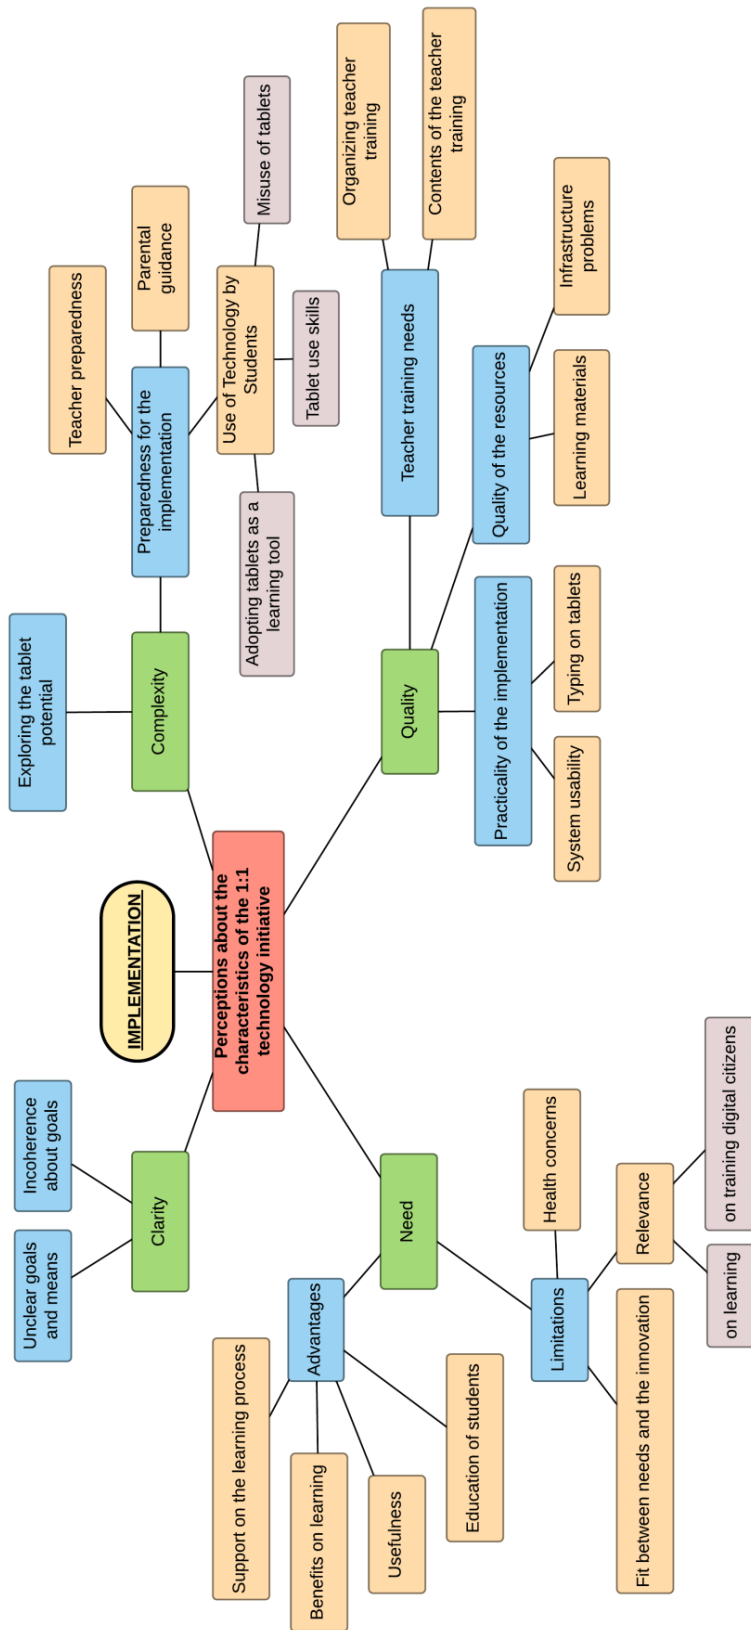 IMPLEMENTATION
Perceptions about the
characteristics of the 1:1
technology initiative
Clarity
Unclear goals
and means
Incoherence
about goals
Complexity
Exploring the tablet
potential
Preparedness for the
implementation
Teacher preparedness
Parental
guidance
Use of Technology by
Students
Adopting tablets as a
learning tool
Tablet use skills
Misuse of tablets
Need
Advantages
Support on the learning process
Benefits on learning
Usefulness
Education of students
Limitations
Health concerns
Relevance
on learning
on training digital citizens
Fit between needs and the innovation
Quality
Practicality of the implementation
System usability
Typing on tablets
Quality of the resources
Learning materials
Infrastructure
problems
Teacher training needs
Organizing teacher
training
Contents of the teacher
training